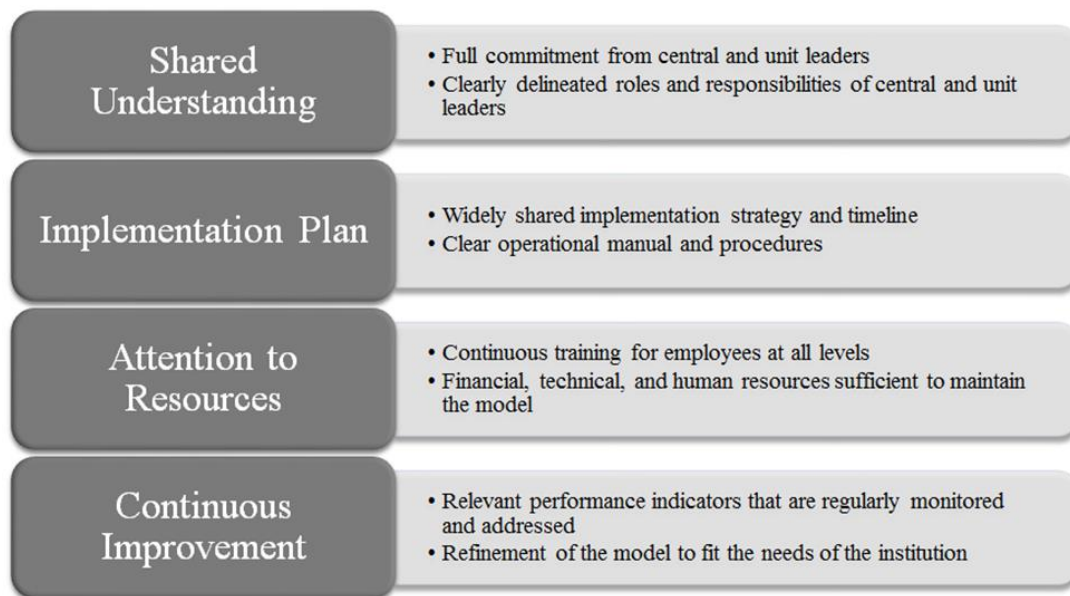 Shared
Understanding
• Full commitment from central and unit leaders
• Clearly delineated roles and responsibilities of central and unit
leaders
Implementation Plan
• Widely shared implementation strategy and timeline
• Clear operational manual and procedures
Attention to
Resources
• Continuous training for employees at all levels
• Financial, technical, and human resources sufficient to maintain
the model
Continuous
Improvement
• Relevant performance indicators that are regularly monitored
and addressed
• Refinement of the model to fit the needs of the institution